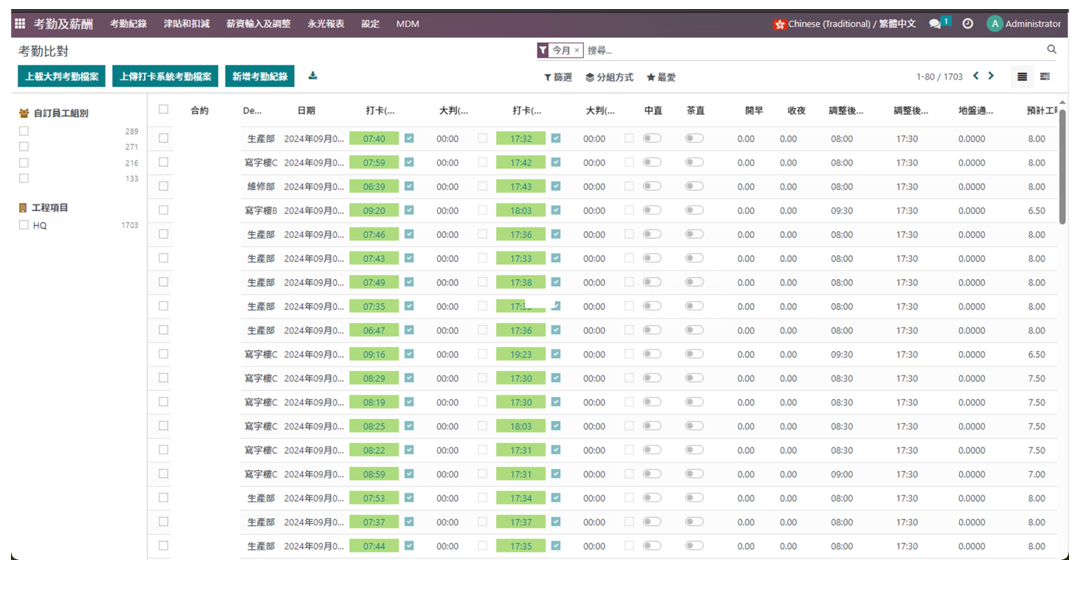 考勤及薪酬 考勤紀錄 津貼和扣減 薪資輸入及調整 永光報表 設定 MDM Chinese (Traditional) / 繁體中文 1 A Administrator
考勤比對 今月 × 搜尋...
上載大判考勤檔案 上傳打卡系統考勤檔案 新增考勤紀錄 篩選 分組方式 最愛 1-80 / 1703
自訂員工組別
289
271
216
133
工程項目
HQ 1703
合約 De... 日期 打卡(... 大判(... 打卡(... 大判(... 中直 茶直 開早 收夜 調整後... 調整後... 地盤通... 預計工時
生產部 2024年09月0... 07:40 00:00 17:32 00:00 0.00 0.00 08:00 17:30 0.0000 8.00
寫字樓C 2024年09月0... 07:59 00:00 17:42 00:00 0.00 0.00 08:00 17:30 0.0000 8.00
維修部 2024年09月0... 06:39 00:00 17:43 00:00 0.00 0.00 08:00 17:30 0.0000 8.00
寫字樓B 2024年09月0... 09:20 00:00 18:03 00:00 0.00 0.00 09:30 17:30 0.0000 6.50
生產部 2024年09月0... 07:46 00:00 17:36 00:00 0.00 0.00 08:00 17:30 0.0000 8.00
生產部 2024年09月0... 07:43 00:00 17:33 00:00 0.00 0.00 08:00 17:30 0.0000 8.00
生產部 2024年09月0... 07:49 00:00 17:38 00:00 0.00 0.00 08:00 17:30 0.0000 8.00
生產部 2024年09月0... 07:35 00:00 00:00 0.00 0.00 08:00 17:30 0.0000 8.00
生產部 2024年09月0... 06:47 00:00 17:36 00:00 0.00 0.00 08:00 17:30 0.0000 8.00
寫字樓C 2024年09月0... 09:16 00:00 19:23 00:00 0.00 0.00 09:30 17:30 0.0000 6.50
寫字樓C 2024年09月0... 08:29 00:00 17:30 00:00 0.00 0.00 08:30 17:30 0.0000 7.50
寫字樓C 2024年09月0... 08:19 00:00 17:30 00:00 0.00 0.00 08:30 17:30 0.0000 7.50
寫字樓C 2024年09月0... 08:25 00:00 18:03 00:00 0.00 0.00 08:30 17:30 0.0000 7.50
寫字樓C 2024年09月0... 08:22 00:00 17:31 00:00 0.00 0.00 08:30 17:30 0.0000 7.50
寫字樓C 2024年09月0... 08:59 00:00 17:31 00:00 0.00 0.00 09:00 17:30 0.0000 7.00
生產部 2024年09月0... 07:53 00:00 17:34 00:00 0.00 0.00 08:00 17:30 0.0000 8.00
生產部 2024年09月0... 07:37 00:00 17:37 00:00 0.00 0.00 08:00 17:30 0.0000 8.00
生產部 2024年09月0... 07:44 00:00 17:35 00:00 0.00 0.00 08:00 17:30 0.0000 8.00